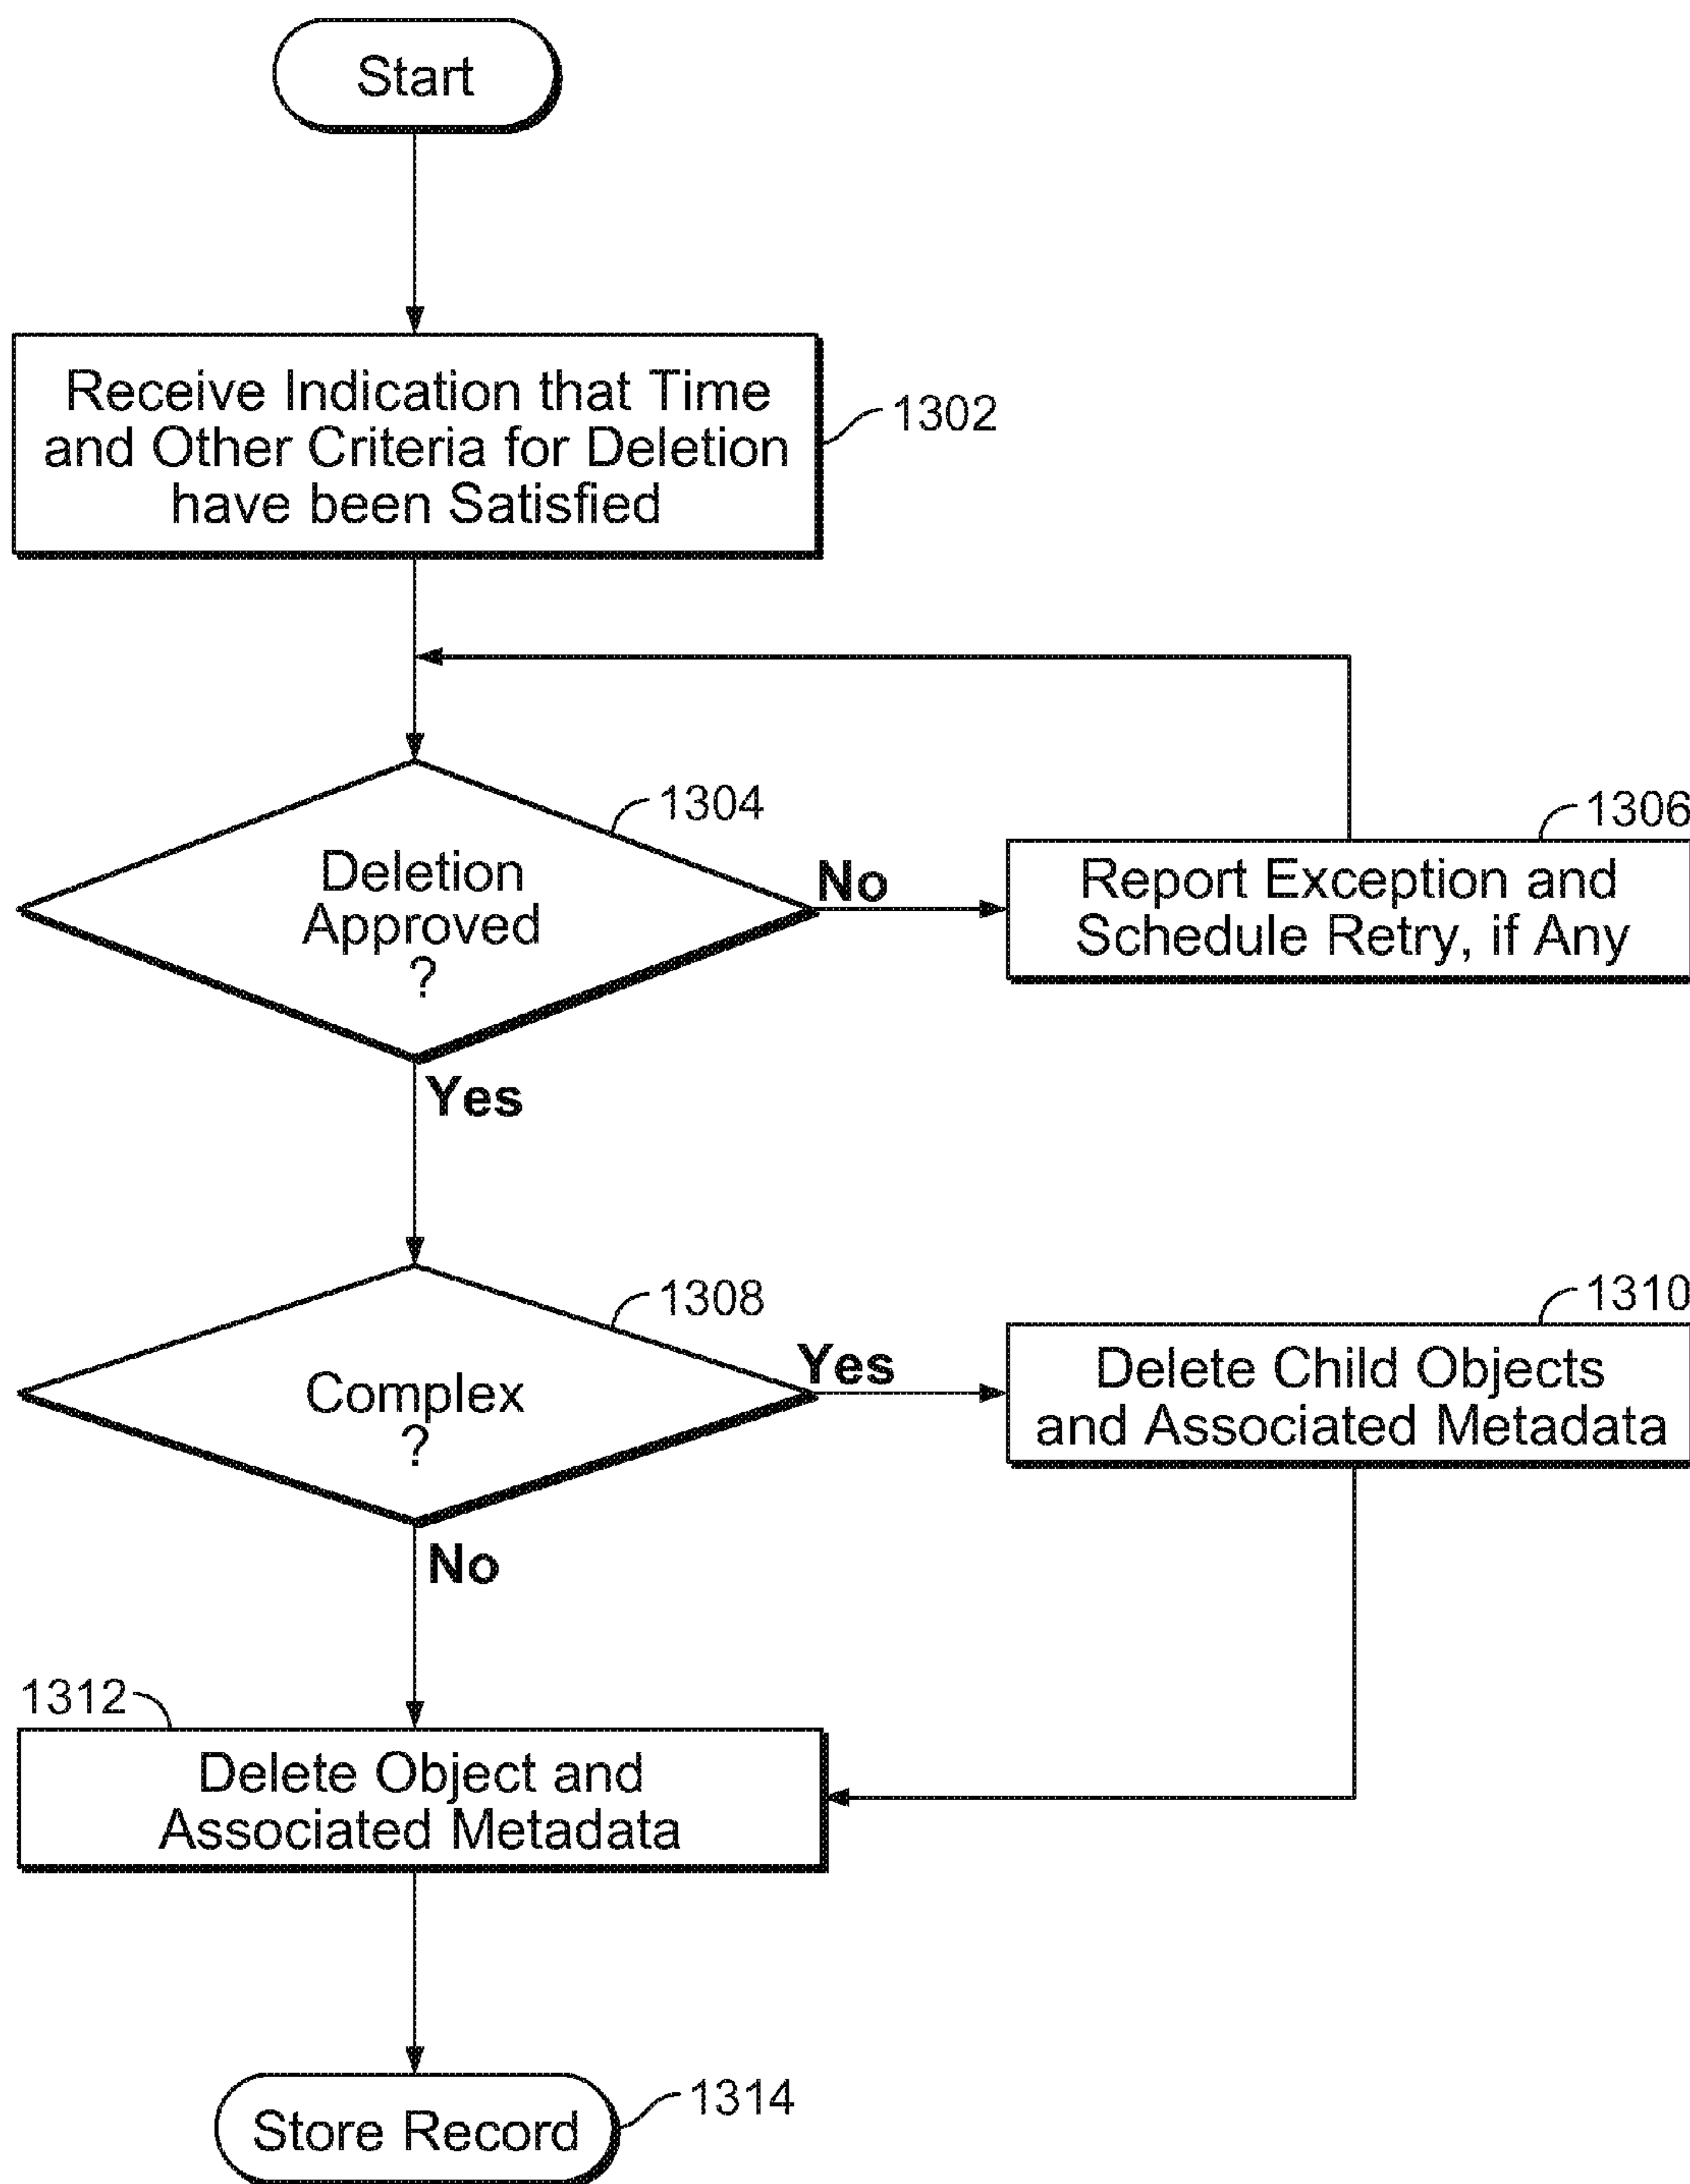 Start
Receive Indication that Time
and Other Criteria for Deletion
have been Satisfied
1302
1304
Deletion
Approved
?
No
1306
Report Exception and
Schedule Retry, if Any
Yes
1308
Complex
?
Yes
1310
Delete Child Objects
and Associated Metadata
No
1312
Delete Object and
Associated Metadata
Store Record
1314